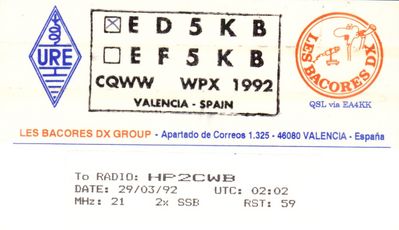 URE
ED5KB
EF5KB
CQWW WPX 1992
VALENCIA - SPAIN
LES BACORES DX
QSL via EA4KK
LES BACORES DX GROUP - Apartado de Correos 1.325 - 46080 VALENCIA - España
To RADIO: HP2CWB
DATE: 29/03/92 UTC: 02:02
MHz: 21 2x SSB RST: 59